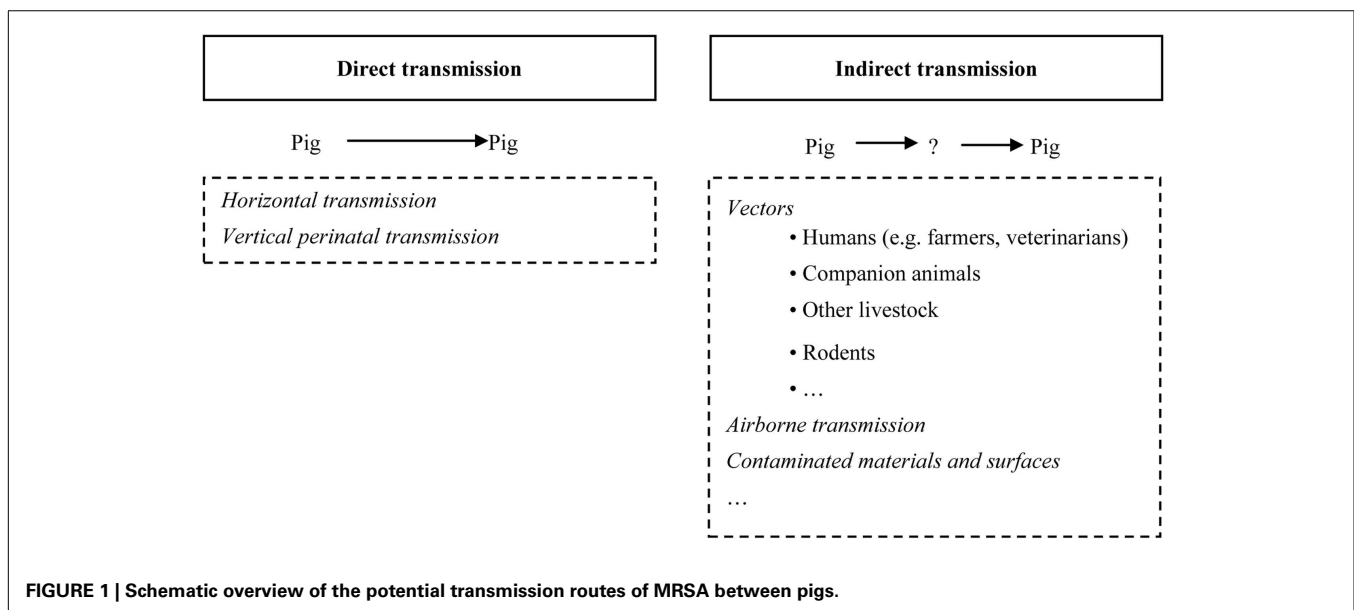 Direct transmission
Pig Pig
Horizontal transmission
Vertical perinatal transmission
Indirect transmission
Pig ? Pig
Vectors
• Humans (e.g. farmers, veterinarians)
• Companion animals
• Other livestock
• Rodents
• …
Airborne transmission
Contaminated materials and surfaces
…
FIGURE 1 | Schematic overview of the potential transmission routes of MRSA between pigs.